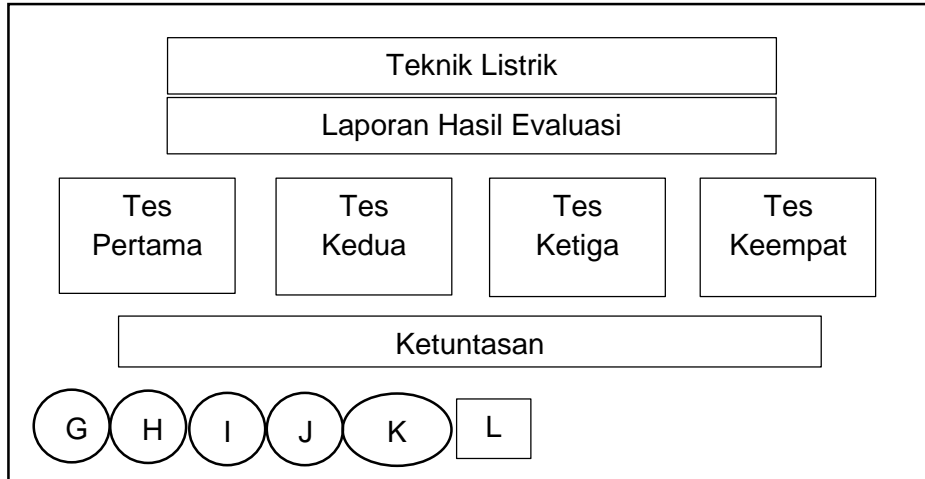 Teknik Listrik
Laporan Hasil Evaluasi
Tes
Pertama
Tes
Kedua
Tes
Ketiga
Tes
Keempat
Ketuntasan
G H I J K L